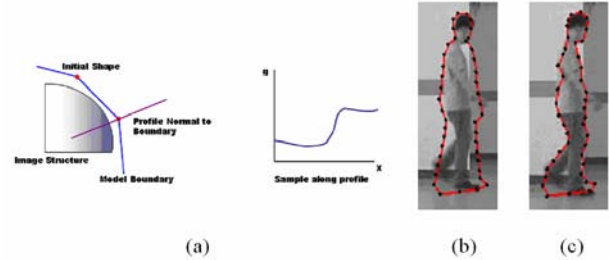 Initial Shape
Profile Normal to
Boundary
Image Structure
Model Boundary
g
X
Sample along profile
(a)
(b)
(c)